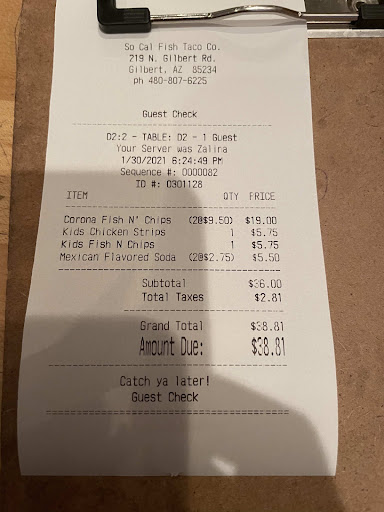 So Cal Fish Taco Co.
219 N. Gilbert Rd.
Gilbert, AZ 85234
ph 480-807-6225
Guest Check
D2:2 - TABLE: D2 - 1 Guest
Your Server was Zalina
1/30/2021 6:24:49 PM
Sequence #: 0000082
ID #: 0301128
ITEM QTY PRICE
Corona Fish N' Chips (2@$9.50) $19.00
Kids Chicken Strips 1 $5.75
Kids Fish N Chips 1 $5.75
Mexican Flavored Soda (2@$2.75) $5.50
Subtotal $36.00
Total Taxes $2.81
Grand Total $38.81
Amount Due: $38.81
Catch ya later!
Guest Check